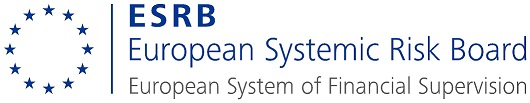 ESRB
European Systemic Risk Board
European System of Financial Supervision